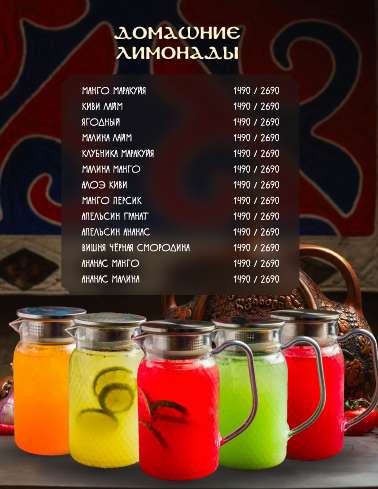 ДОМАШНИЕ
ЛИМОНАДЫ
МАНГО МАРАКУЙЯ 1490 / 2690
КИВИ ЛАЙМ 1490 / 2690
ЯГОДНЫЙ 1490 / 2690
МАЛИНА ЛАЙМ 1490 / 2690
КЛУБНИКА МАРАКУЙЯ 1490 / 2690
МАЛИНА МАНГО 1490 / 2690
АЛОЭ КИВИ 1490 / 2690
МАНГО ПЕРСИК 1490 / 2690
АПЕЛЬСИН ГРАНАТ 1490 / 2690
АПЕЛЬСИН АНАНАС 1490 / 2690
ВИШНЯ ЧЁРНАЯ СМОРОДИНА 1490 / 2690
АНАНАС МАНГО 1490 / 2690
АНАНАС МАЛИНА 1490 / 2690